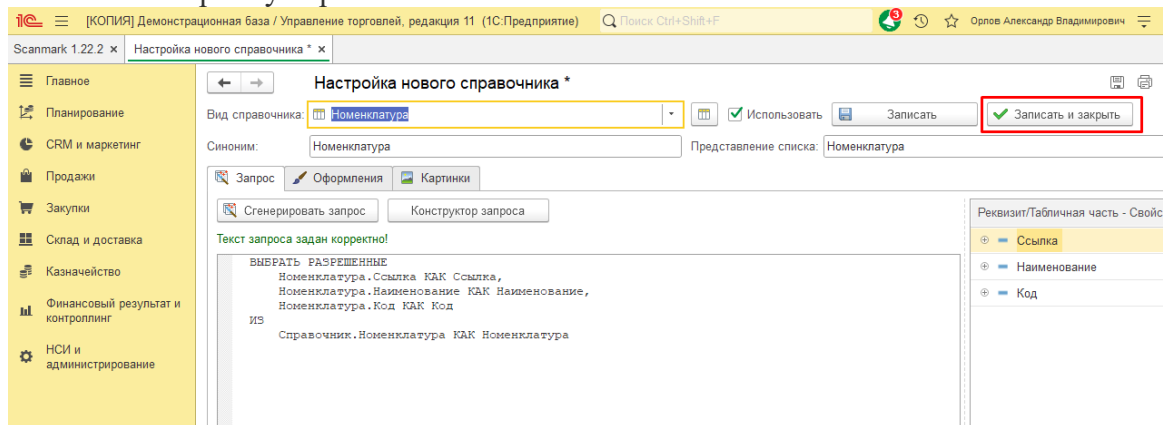 1С [КОПИЯ] Демонстрационная база / Управление торговлей, редакция 11 (1С:Предприятие) Поиск Ctrl+Shift+F 3 Орлов Александр Владимирович
Scanmark 1.22.2 × Настройка нового справочника * ×
Главное
Планирование
CRM и маркетинг
Продажи
Закупки
Склад и доставка
Казначейство
Финансовый результат и
контроллинг
НСИ и
администрирование
Настройка нового справочника *
Вид справочника: Номенклатура Использовать Записать Записать и закрыть
Синоним: Номенклатура Представление списка: Номенклатура
Запрос Оформления Картинки
Сгенерировать запрос Конструктор запроса
Текст запроса задан корректно!
ВЫБРАТЬ РАЗРЕШЕННЫЕ
Номенклатура.Ссылка КАК Ссылка,
Номенклатура.Наименование КАК Наименование,
Номенклатура.Код КАК Код
ИЗ
Справочник.Номенклатура КАК Номенклатура
Реквизит/Табличная часть - Свойс
Ссылка
Наименование
Код